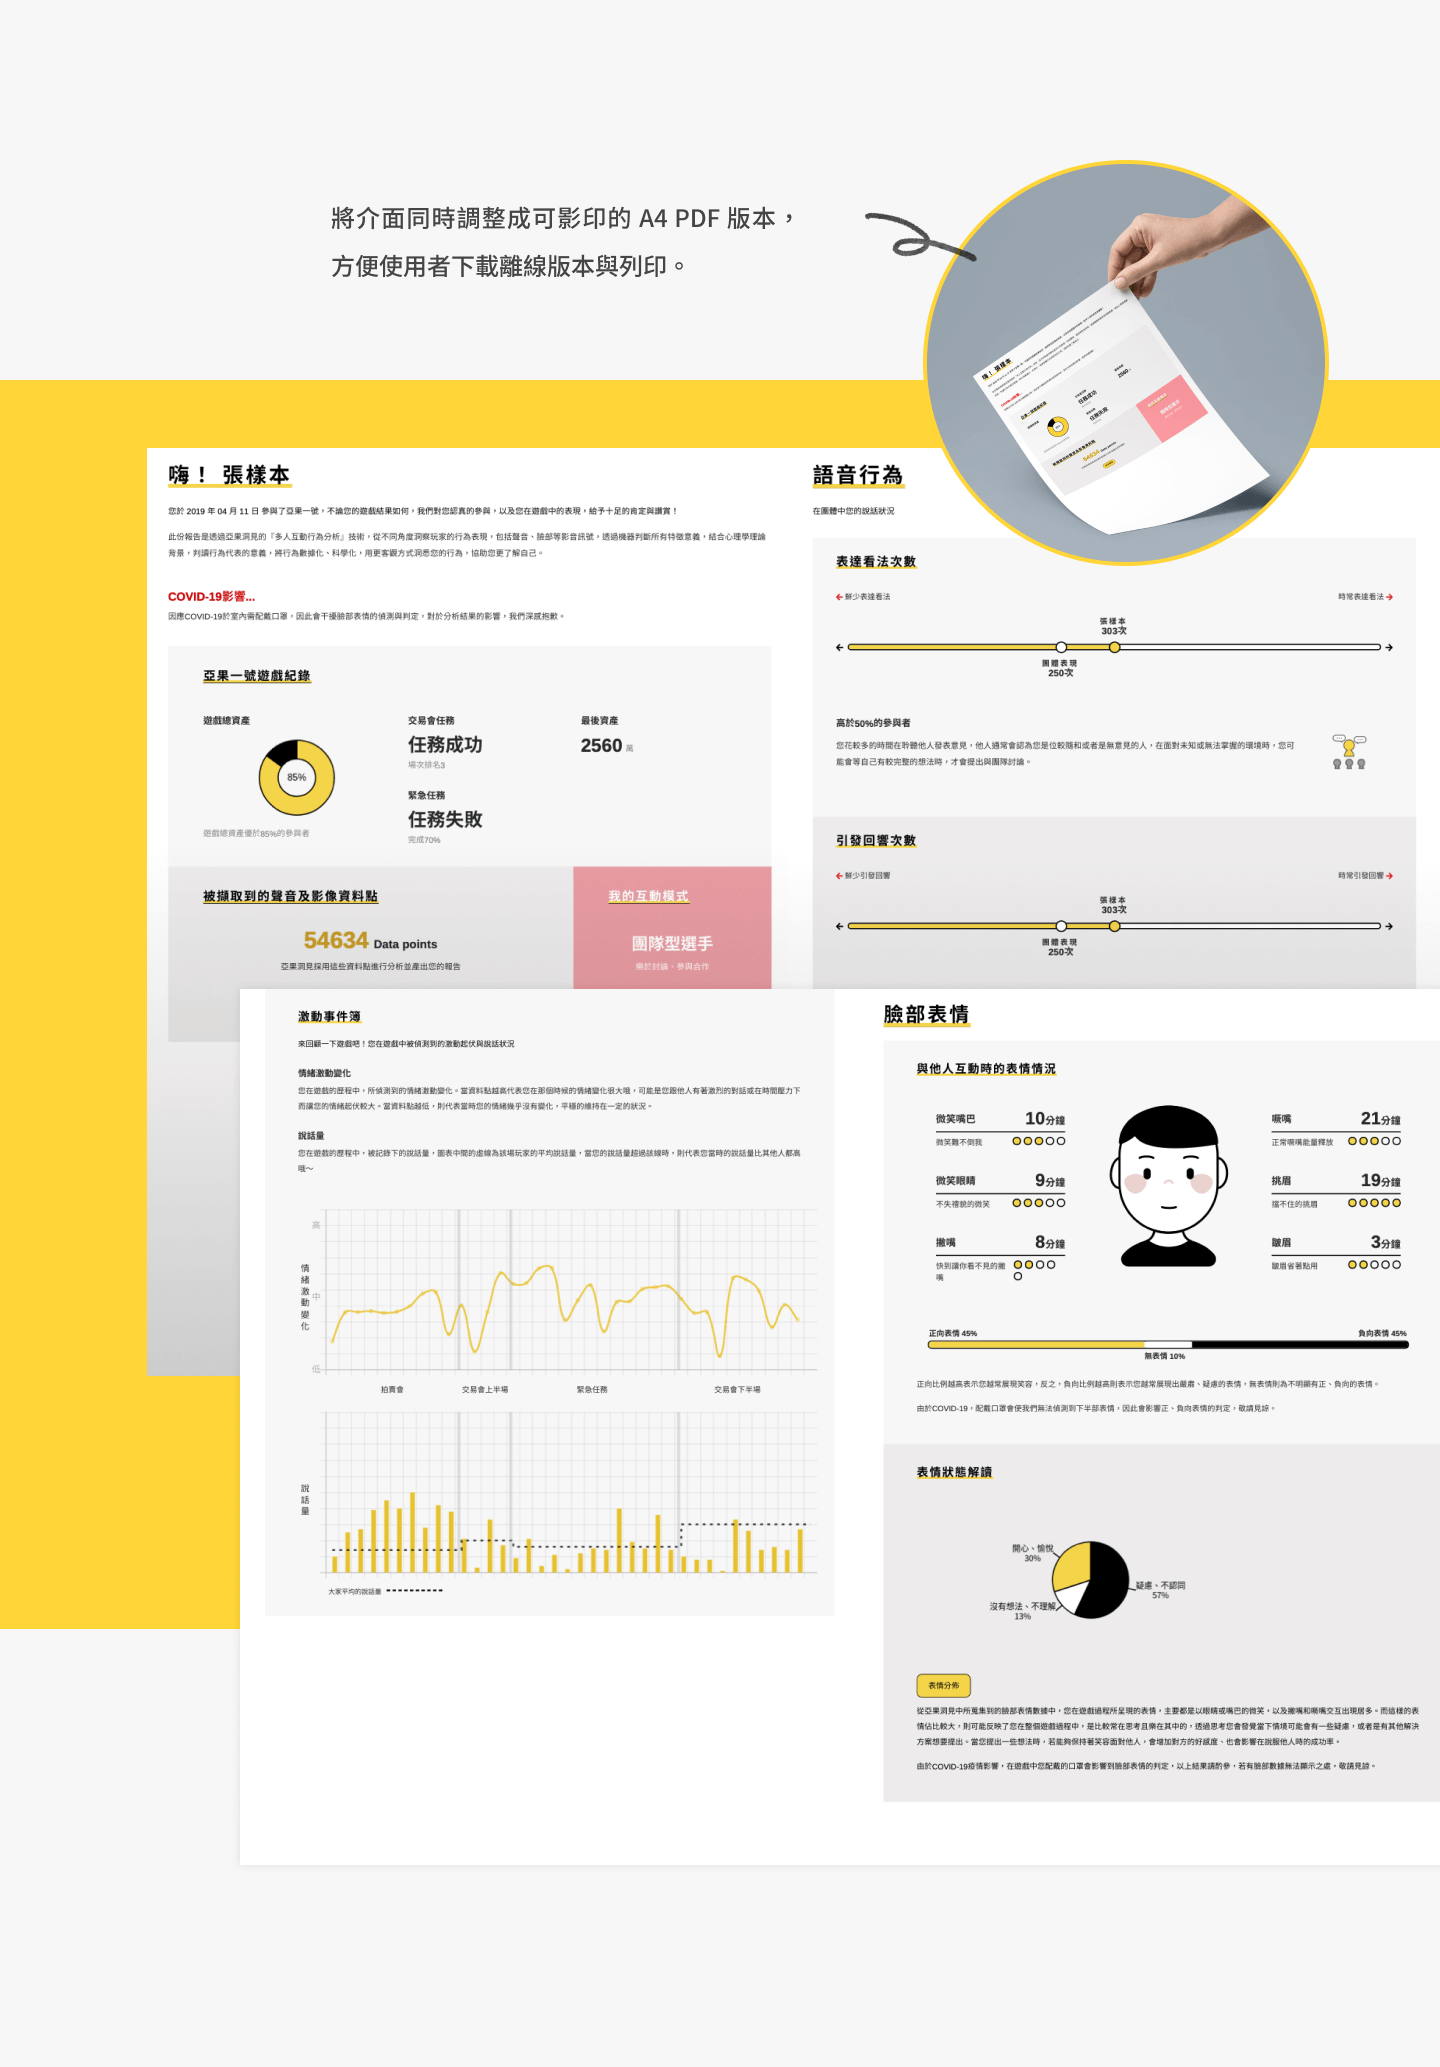 將介面同時調整成可影印的 A4 PDF 版本，
方便使用者下載離線版本與列印。
嗨！ 張樣本
您於 2019 年 04 月 11 日 參與了亞果一號，不論您的遊戲結果如何，我們對您認真的參與，以及您在遊戲中的表現，給予十足的肯定與讚賞！
此份報告是透過亞果洞見的『多人互動行為分析』技術，從不同角度洞察玩家的行為表現，包括聲音、臉部等影音訊號，透過機器判斷所有特徵意義，結合心理學理論
背景，判讀行為代表的意義，將行為數據化、科學化，用更客觀方式洞悉您的行為，協助您更了解自己。
COVID-19影響...
因應COVID-19於室內需配戴口罩，因此會干擾臉部表情的偵測與判定，對於分析結果的影響，我們深感抱歉。
亞果一號遊戲紀錄
遊戲總資產
85%
遊戲總資產優於85%的參與者
交易會任務
任務成功
場次排名3
緊急任務
任務失敗
完成70%
最後資產
2560 萬
被擷取到的聲音及影像資料點
54634 Data points
亞果洞見採用這些資料點進行分析並產出您的報告
我的互動模式
團隊型選手
樂於討論、參與合作
語音行為
在團體中您的說話狀況
表達看法次數
鮮少表達看法
時常表達看法
張樣本
303次
團體表現
250次
高於50%的參與者
您花較多的時間在聆聽他人發表意見，他人通常會認為您是位較隨和或者是無意見的人，在面對未知或無法掌握的環境時，您可
能會等自己有較完整的想法時，才會提出與團隊討論。
引發回響次數
鮮少引發回響
時常引發回響
張樣本
303次
團體表現
250次
嗨！ 張樣本
任務成功
2560
任務失敗
54634 Data points
團隊型選手
激動事件簿
來回顧一下遊戲吧！您在遊戲中被偵測到的激動起伏與說話狀況
情緒激動變化
您在遊戲的歷程中，所偵測到的情緒激動變化。當資料點越高代表您在那個時候的情緒變化很大哦，可能是您跟他人有著激烈的對話或在時間壓力下
而讓您的情緒起伏較大。當資料點越低，則代表當時您的情緒幾乎沒有變化，平穩的維持在一定的狀況。
說話量
您在遊戲的歷程中，被記錄下的說話量，圖表中間的虛線為該場玩家的平均說話量，當您的說話量超過該線時，則代表您當時的說話量比其他人都高
哦～
情緒激動變化
高
中
低
拍賣會
交易會上半場
緊急任務
交易會下半場
說話量
大家平均的說話量
臉部表情
與他人互動時的表情情況
微笑嘴巴
10分鐘
微笑難不倒我
微笑眼睛
9分鐘
不失禮貌的微笑
撇嘴
8分鐘
快到讓你看不見的撇
嘴
噘嘴
21分鐘
正常噘嘴能量釋放
挑眉
19分鐘
擋不住的挑眉
皺眉
3分鐘
皺眉省著點用
正向表情 45%
負向表情 45%
無表情 10%
正向比例越高表示您越常展現笑容，反之，負向比例越高則表示您越常展現出嚴肅、疑慮的表情，無表情則為不明顯有正、負向的表情。
由於COVID-19，配戴口罩會使我們無法偵測到下半部表情，因此會影響正、負向表情的判定，敬請見諒。
表情狀態解讀
開心、愉悅
30%
疑慮、不認同
57%
沒有想法、不理解
13%
表情分佈
從亞果洞見中所蒐集到的臉部表情數據中，您在遊戲過程所呈現的表情，主要都是以眼睛或嘴巴的微笑，以及撇嘴和噘嘴交互出現居多。而這樣的表
情佔比較大，則可能反映了您在整個遊戲過程中，是比較常在思考且樂在其中的，透過思考您會發覺當下情境可能會有一些疑慮，或者是有其他解決
方案想要提出。當您提出一些想法時，若能夠保持著笑容面對他人，會增加對方的好感度、也會影響在說服他人時的成功率。
由於COVID-19疫情影響，在遊戲中您配戴的口罩會影響到臉部表情的判定，以上結果請酌參，若有臉部數據無法顯示之處，敬請見諒。